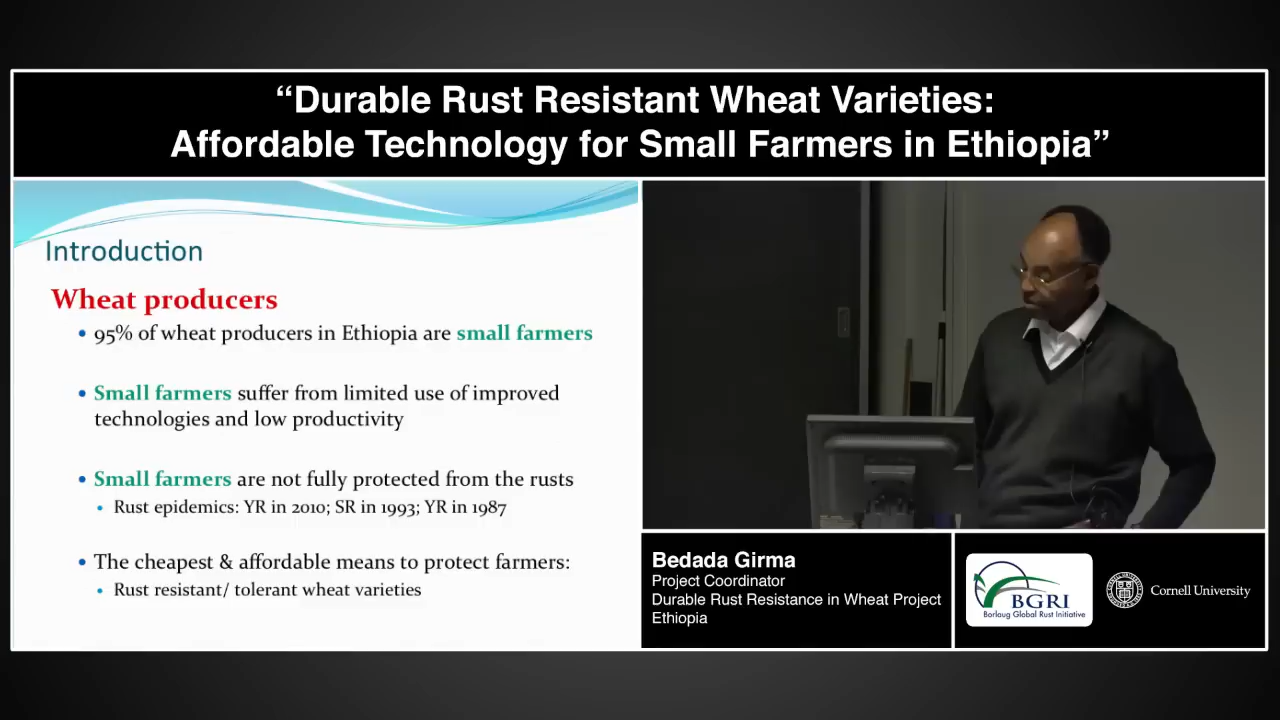 “Durable Rust Resistant Wheat Varieties:
Affordable Technology for Small Farmers in Ethiopia”
Introduction
Wheat producers
• 95% of wheat producers in Ethiopia are small farmers
• Small farmers suffer from limited use of improved
technologies and low productivity
• Small farmers are not fully protected from the rusts
• Rust epidemics: YR in 2010; SR in 1993; YR in 1987
• The cheapest & affordable means to protect farmers:
• Rust resistant/ tolerant wheat varieties
Bedada Girma
Project Coordinator
Durable Rust Resistance in Wheat Project
Ethiopia
BGRI
Borloug Global Rust Initiative
Cornell University